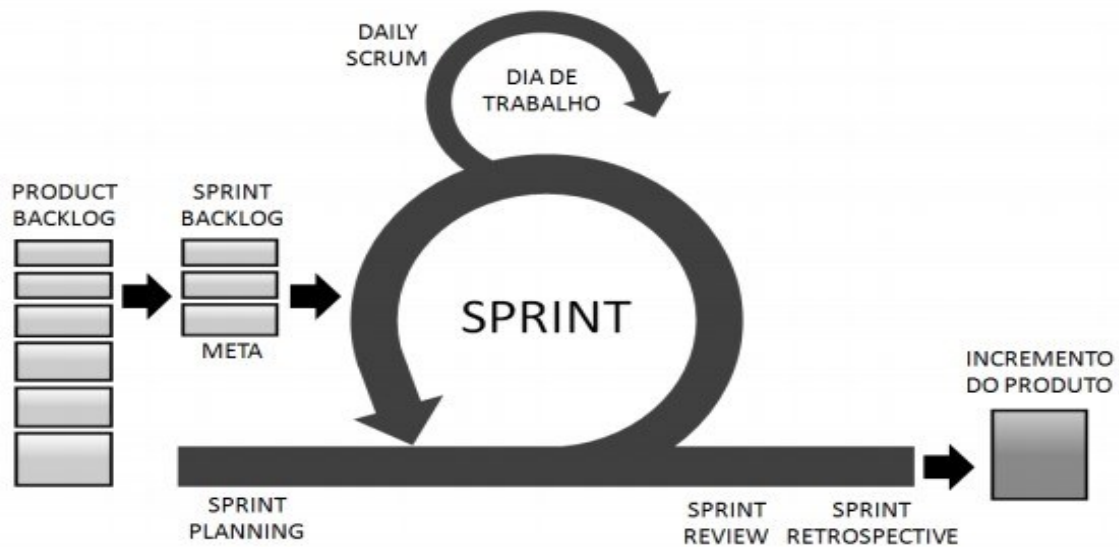 DAILY
SCRUM
DIA DE
TRABALHO
PRODUCT
BACKLOG
SPRINT
BACKLOG
META
SPRINT
INCREMENTO
DO PRODUTO
SPRINT
PLANNING
SPRINT
REVIEW
SPRINT
RETROSPECTIVE